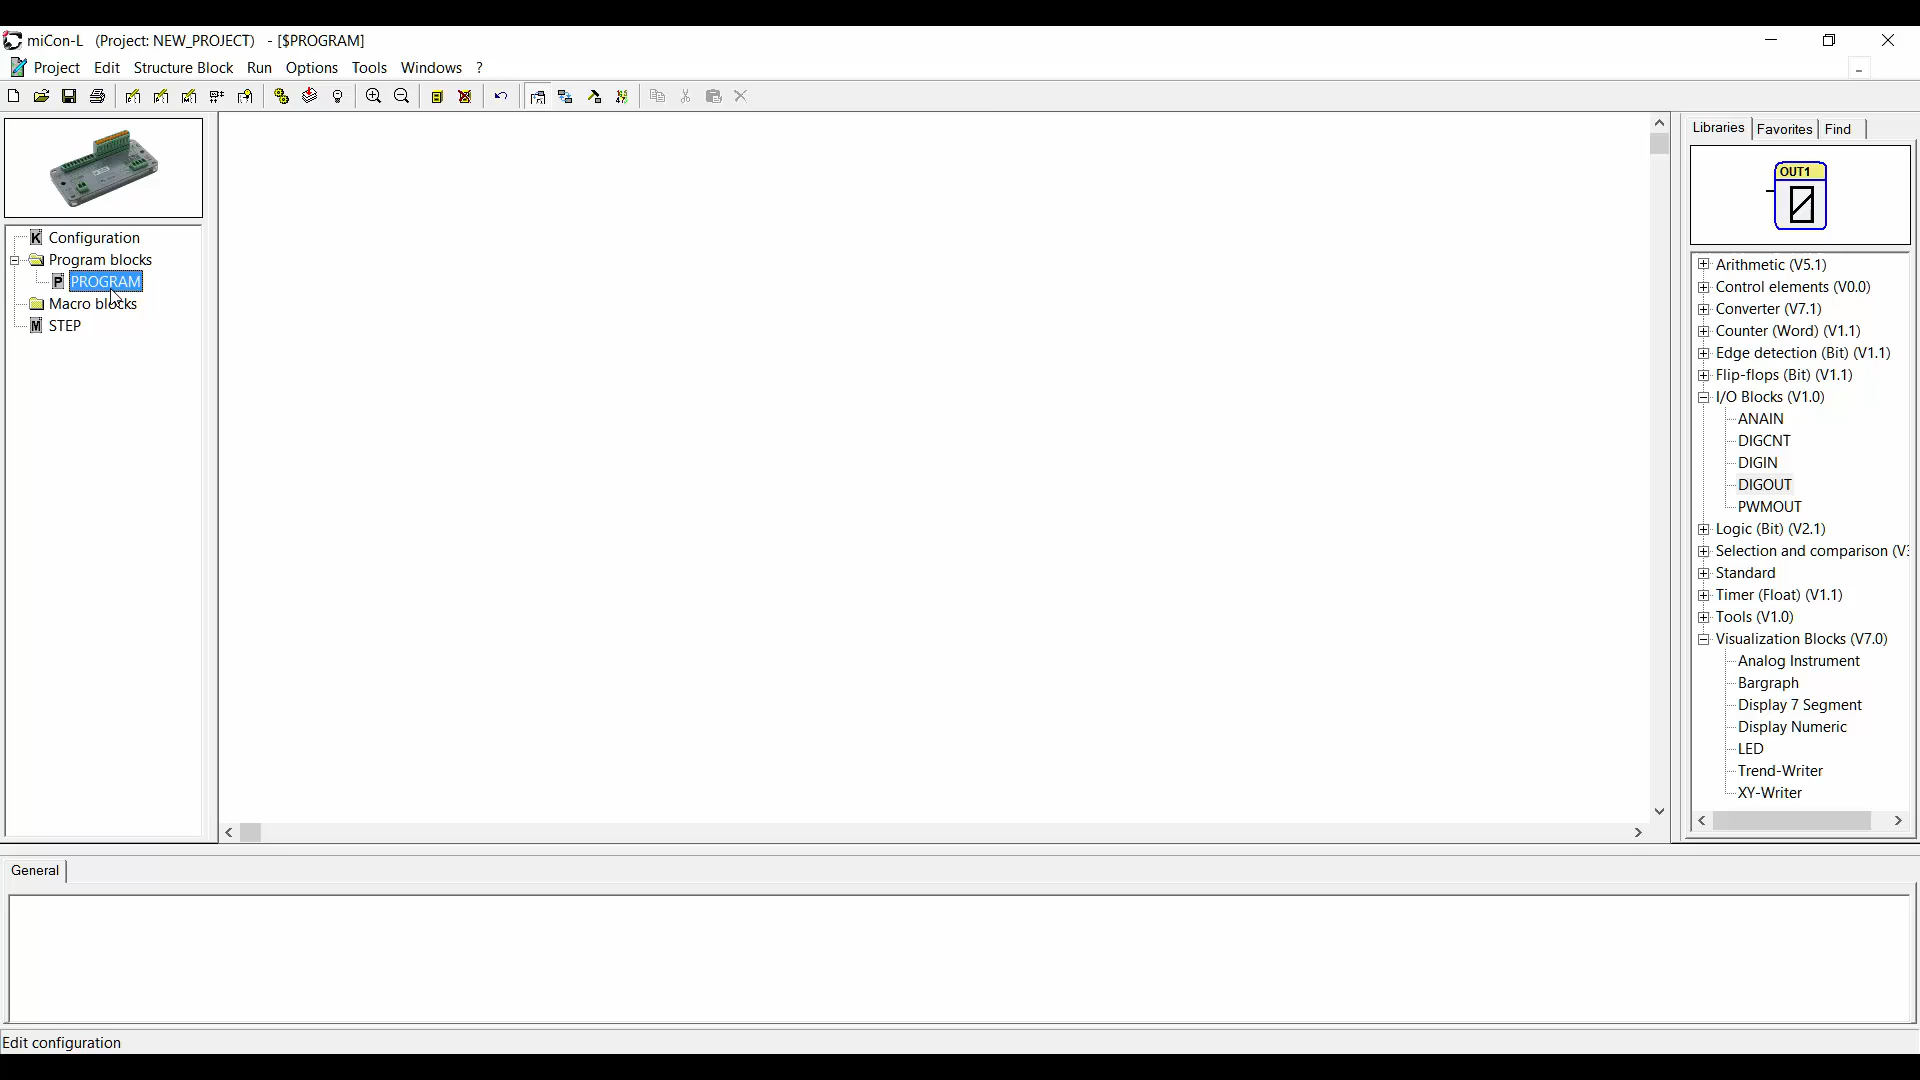 miCon-L (Project: NEW_PROJECT) - [$PROGRAM]
Project Edit Structure Block Run Options Tools Windows ?
Libraries Favorites Find
OUT1
K Configuration
Program blocks
P PROGRAM
Macro blocks
M STEP
Arithmetic (V5.1)
Control elements (V0.0)
Converter (V7.1)
Counter (Word) (V1.1)
Edge detection (Bit) (V1.1)
Flip-flops (Bit) (V1.1)
I/O Blocks (V1.0)
ANAIN
DIGCNT
DIGIN
DIGOUT
PWMOUT
Logic (Bit) (V2.1)
Selection and comparison (V3
Standard
Timer (Float) (V1.1)
Tools (V1.0)
Visualization Blocks (V7.0)
Analog Instrument
Bargraph
Display 7 Segment
Display Numeric
LED
Trend-Writer
XY-Writer
General
Edit configuration